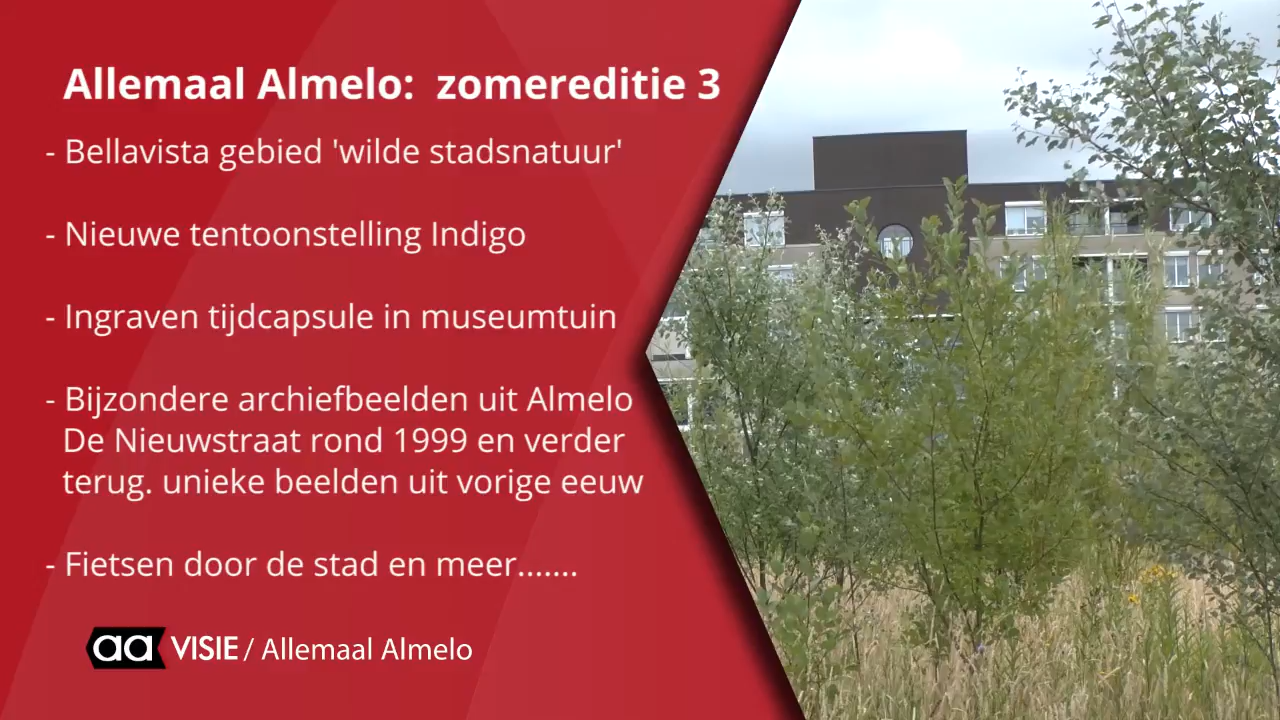 Allemaal Almelo:  zomereditie 3
- Bellavista gebied 'wilde stadsnatuur'
- Nieuwe tentoonstelling Indigo
- Ingraven tijdcapsule in museumtuin
- Bijzondere archiefbeelden uit Almelo
De Nieuwstraat rond 1999 en verder
terug. unieke beelden uit vorige eeuw
- Fietsen door de stad en meer.......
aa VISIE / Allemaal Almelo